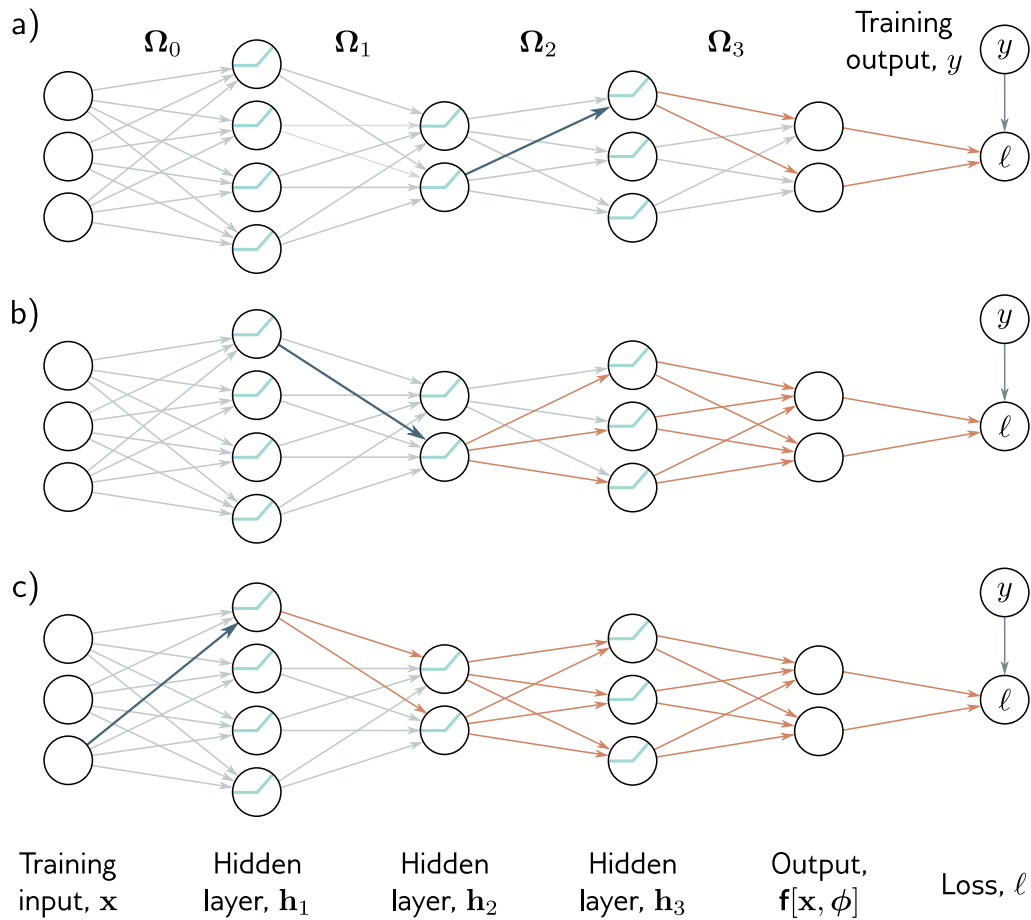 a)
Ω₀ Ω₁ Ω₂ Ω₃
Training
output, y
y
ℓ
b)
y
ℓ
c)
y
ℓ
Training
input, x
Hidden
layer, h₁
Hidden
layer, h₂
Hidden
layer, h₃
Output,
f[x, ϕ]
Loss, ℓ